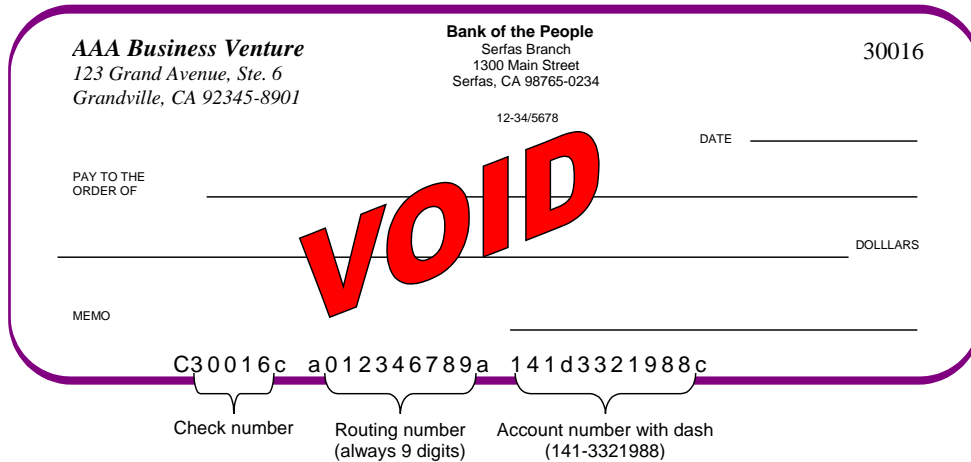 AAA Business Venture
123 Grand Avenue, Ste. 6
Grandville, CA 92345-8901
Bank of the People
Serfas Branch
1300 Main Street
Serfas, CA 98765-0234
30016
12-34/5678
DATE
PAY TO THE
ORDER OF
VOID
DOLLLARS
MEMO
C30016c a012346789a 141d3321988c
Check number
Routing number
(always 9 digits)
Account number with dash
(141-3321988)